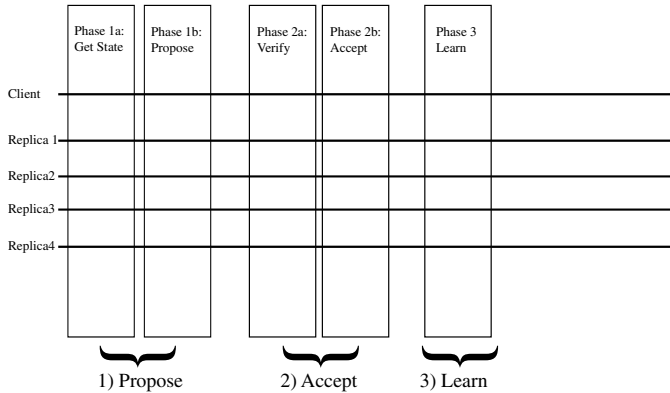 Phase 1a:
Get State
Phase 1b:
Propose
Phase 2a:
Verify
Phase 2b:
Accept
Phase 3
Learn
Client
Replica 1
Replica2
Replica3
Replica4
1) Propose
2) Accept
3) Learn